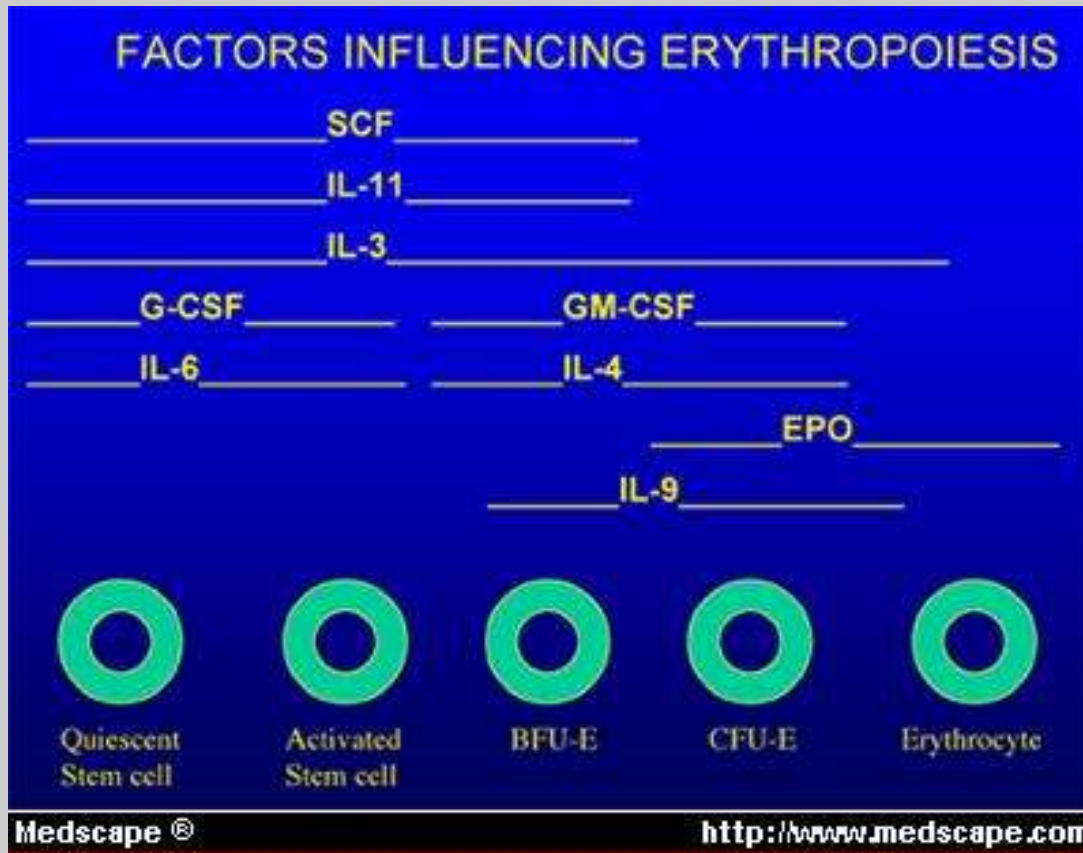 FACTORS INFLUENCING ERYTHROPOIESIS
SCF
IL-11
IL-3
G-CSF GM-CSF
IL-6 IL-4
EPO
IL-9
Quiescent Stem cell
Activated Stem cell
BFU-E
CFU-E
Erythrocyte
Medscape ® http://www.medscape.com